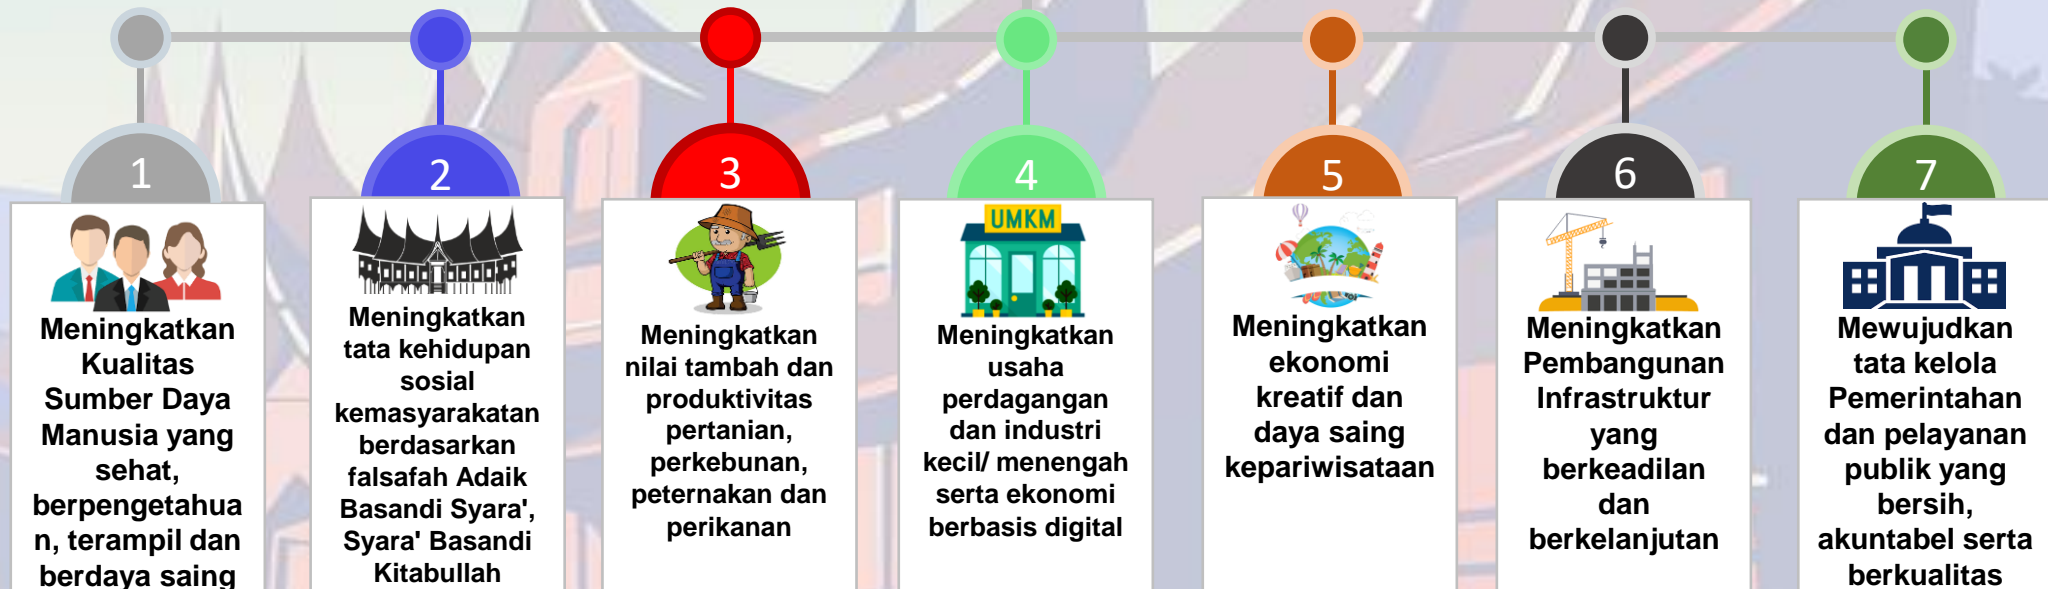 1
Meningkatkan
Kualitas
Sumber Daya
Manusia yang
sehat,
berpengetahua
n, terampil dan
berdaya saing
2
Meningkatkan
tata kehidupan
sosial
kemasyarakatan
berdasarkan
falsafah Adaik
Basandi Syara',
Syara' Basandi
Kitabullah
3
Meningkatkan
nilai tambah dan
produktivitas
pertanian,
perkebunan,
peternakan dan
perikanan
4
UMKM
Meningkatkan
usaha
perdagangan
dan industri
kecil/ menengah
serta ekonomi
berbasis digital
5
Meningkatkan
ekonomi
kreatif dan
daya saing
kepariwisataan
6
Meningkatkan
Pembangunan
Infrastruktur
yang
berkeadilan
dan
berkelanjutan
7
Mewujudkan
tata kelola
Pemerintahan
dan pelayanan
publik yang
bersih,
akuntabel serta
berkualitas